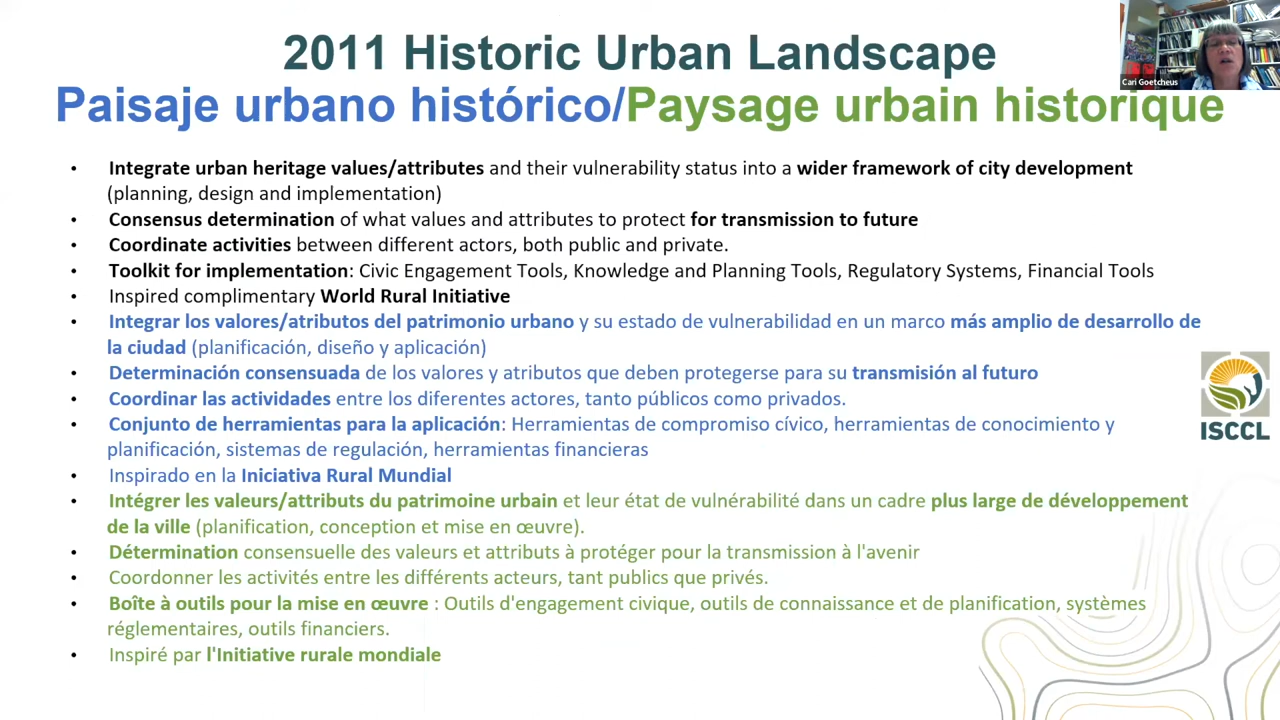 2011 Historic Urban Landscape
Paisaje urbano histórico/Paysage urbain historique
Cari Goetcheus
• Integrate urban heritage values/attributes and their vulnerability status into a wider framework of city development
(planning, design and implementation)
• Consensus determination of what values and attributes to protect for transmission to future
• Coordinate activities between different actors, both public and private.
• Toolkit for implementation: Civic Engagement Tools, Knowledge and Planning Tools, Regulatory Systems, Financial Tools
• Inspired complimentary World Rural Initiative
• Integrar los valores/atributos del patrimonio urbano y su estado de vulnerabilidad en un marco más amplio de desarrollo de
la ciudad (planificación, diseño y aplicación)
• Determinación consensuada de los valores y atributos que deben protegerse para su transmisión al futuro
• Coordinar las actividades entre los diferentes actores, tanto públicos como privados.
• Conjunto de herramientas para la aplicación: Herramientas de compromiso cívico, herramientas de conocimiento y
planificación, sistemas de regulación, herramientas financieras
• Inspirado en la Iniciativa Rural Mundial
• Intégrer les valeurs/attributs du patrimoine urbain et leur état de vulnérabilité dans un cadre plus large de développement
de la ville (planification, conception et mise en œuvre).
• Détermination consensuelle des valeurs et attributs à protéger pour la transmission à l'avenir
• Coordonner les activités entre les différents acteurs, tant publics que privés.
• Boîte à outils pour la mise en œuvre : Outils d'engagement civique, outils de connaissance et de planification, systèmes
réglementaires, outils financiers.
• Inspiré par l'Initiative rurale mondiale
ISCCL